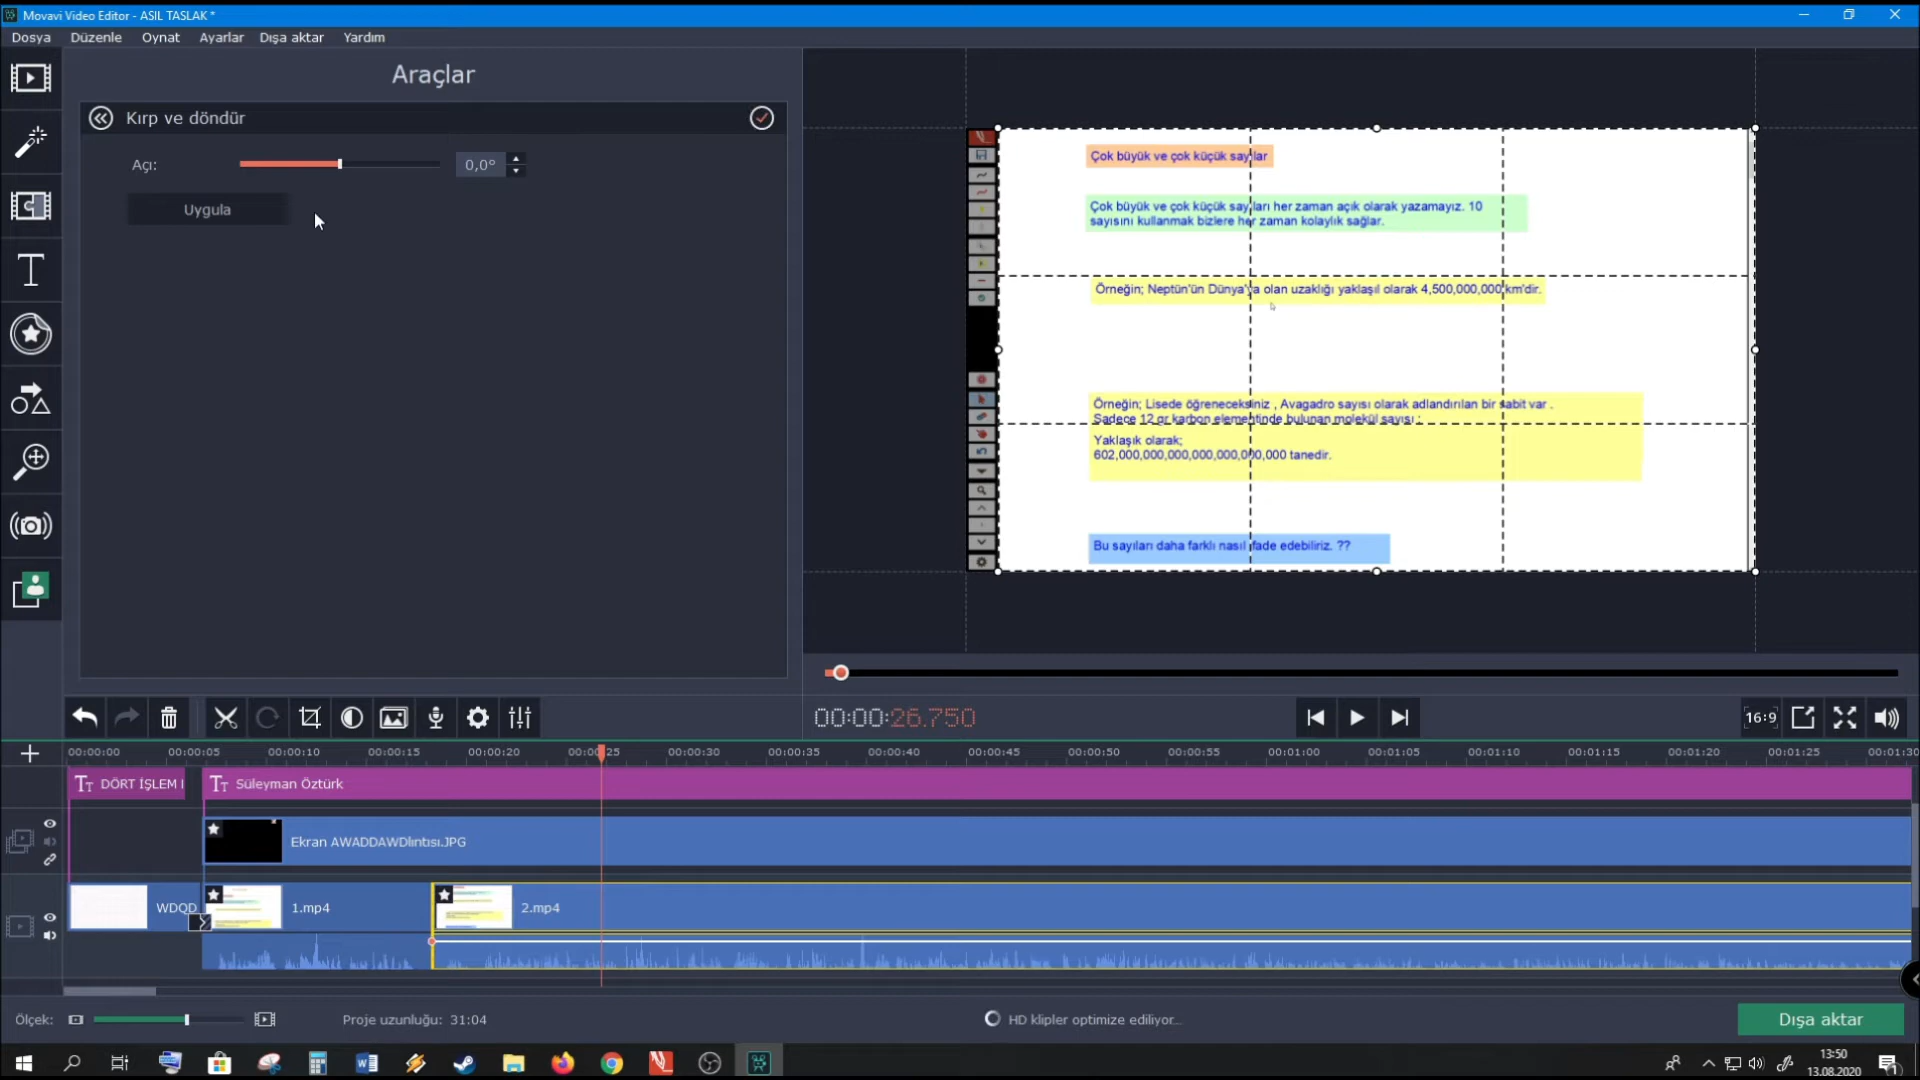 Movavi Video Editor - ASIL TASLAK *
Dosya Düzenle Oynat Ayarlar Dışa aktar Yardım
Araçlar
Kırp ve döndür
Açı: 0,0°
Uygula
Çok büyük ve çok küçük sayılar
Çok büyük ve çok küçük sayıları her zaman açık olarak yazamayız. 10
sayısını kullanmak bizlere her zaman kolaylık sağlar.
Örneğin; Neptün'ün Dünya'ya olan uzaklığı yaklaşıl olarak 4,500,000,000 km'dir.
Örneğin; Lisede öğreneceksiniz , Avagadro sayısı olarak adlandırılan bir sabit var .
Sadece 12 gr karbon elementinde bulunan molekül sayısı ;
Yaklaşık olarak;
602,000,000,000,000,000,000,000 tanedir.
Bu sayıları daha farklı nasıl ifade edebiliriz. ??
00:00:26.750
16:9
00:00:00 00:00:05 00:00:10 00:00:15 00:00:20 00:00:25 00:00:30 00:00:35 00:00:40 00:00:45 00:00:50 00:00:55 00:01:00 00:01:05 00:01:10 00:01:15 00:01:20 00:01:25 00:01:30
DÖRT İŞLEM Süleyman Öztürk
Ekran AWADDAWDlıntısı.JPG
WDQD 1.mp4 2.mp4
Ölçek: Proje uzunluğu: 31:04 HD klipler optimize ediliyor... Dışa aktar
13:50
13.08.2020